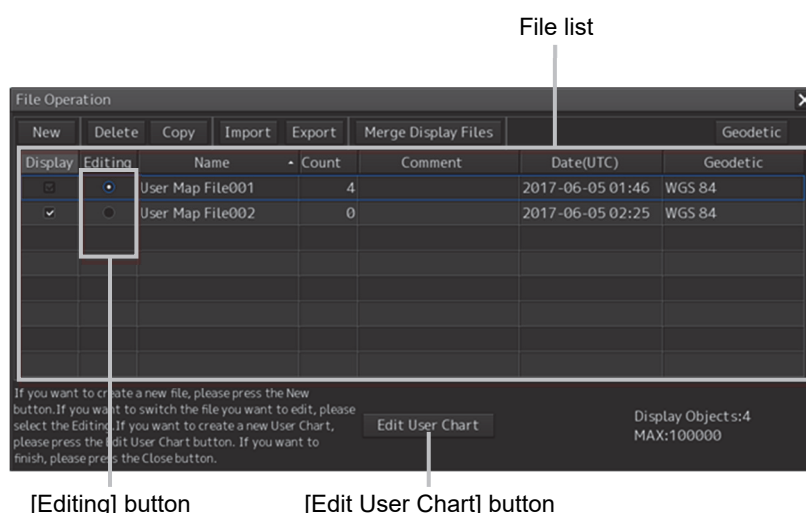 File list
File Operation
New Delete Copy Import Export Merge Display Files Geodetic
Display Editing Name Count Comment Date(UTC) Geodetic
User Map File001 4 2017-06-05 01:46 WGS 84
User Map File002 0 2017-06-05 02:25 WGS 84
If you want to create a new file, please press the New
button.If you want to switch the file you want to edit, please
select the Editing.If you want to create a new User Chart,
please press the Edit User Chart button. If you want to
finish, please press the Close button.
Edit User Chart
Display Objects:4
MAX:100000
[Editing] button
[Edit User Chart] button